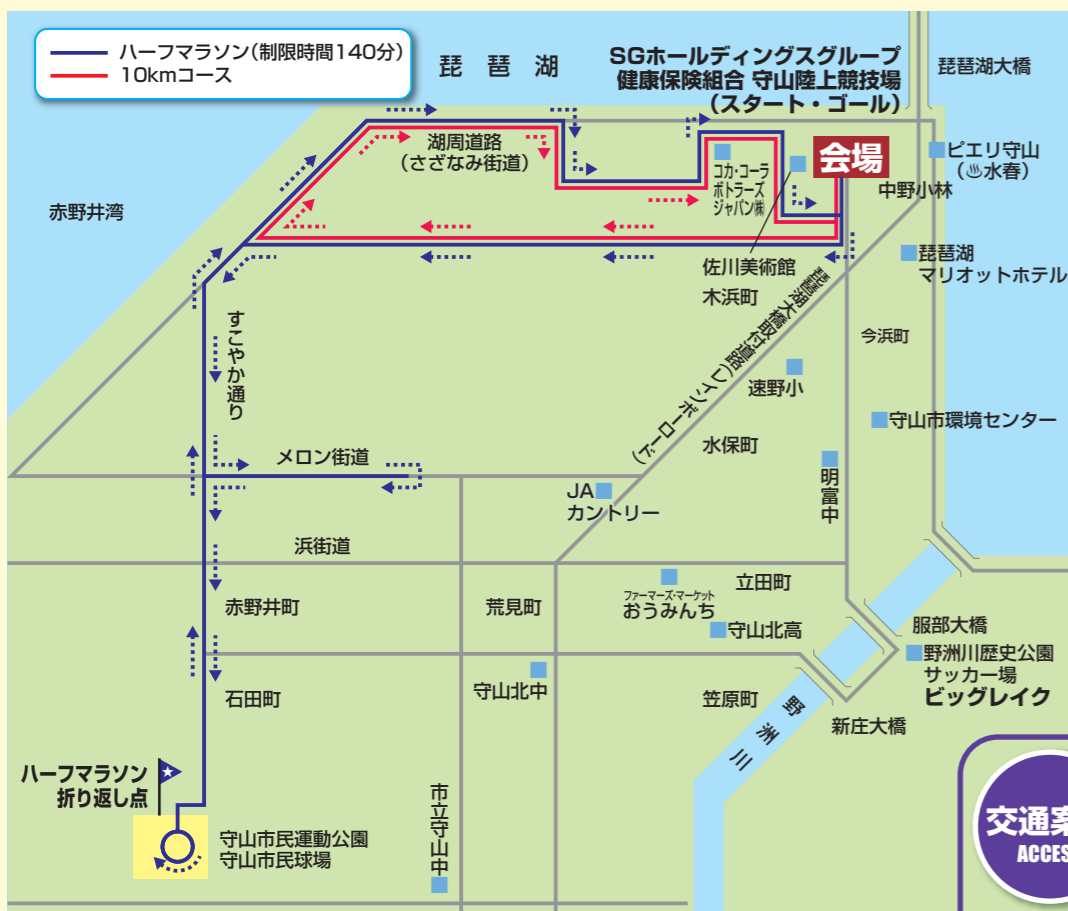 ハーフマラソン(制限時間140分)
10kmコース
琵琶湖
SGホールディングスグループ
健康保険組合 守山陸上競技場
(スタート・ゴール)
琵琶湖大橋
湖周道路
(さざなみ街道)
コカ・コーラ
ボトラーズ
ジャパン㈱
会場
ピエリ守山
(♨水春)
中野小林
赤野井湾
佐川美術館
木浜町
琵琶湖
マリオットホテル
琵琶湖大橋取付道路(レインボーロード)
今浜町
すこやか通り
速野小
水保町
守山市環境センター
メロン街道
JA
カントリー
明富中
浜街道
赤野井町
荒見町
ファーマーズ・マーケット
おうみんち
立田町
守山北高
服部大橋
野洲川歴史公園
サッカー場
ビッグレイク
石田町
守山北中
笠原町
野洲川
新庄大橋
ハーフマラソン
折り返し点
守山市民運動公園
守山市民球場
市立守山中
交通案
ACCES